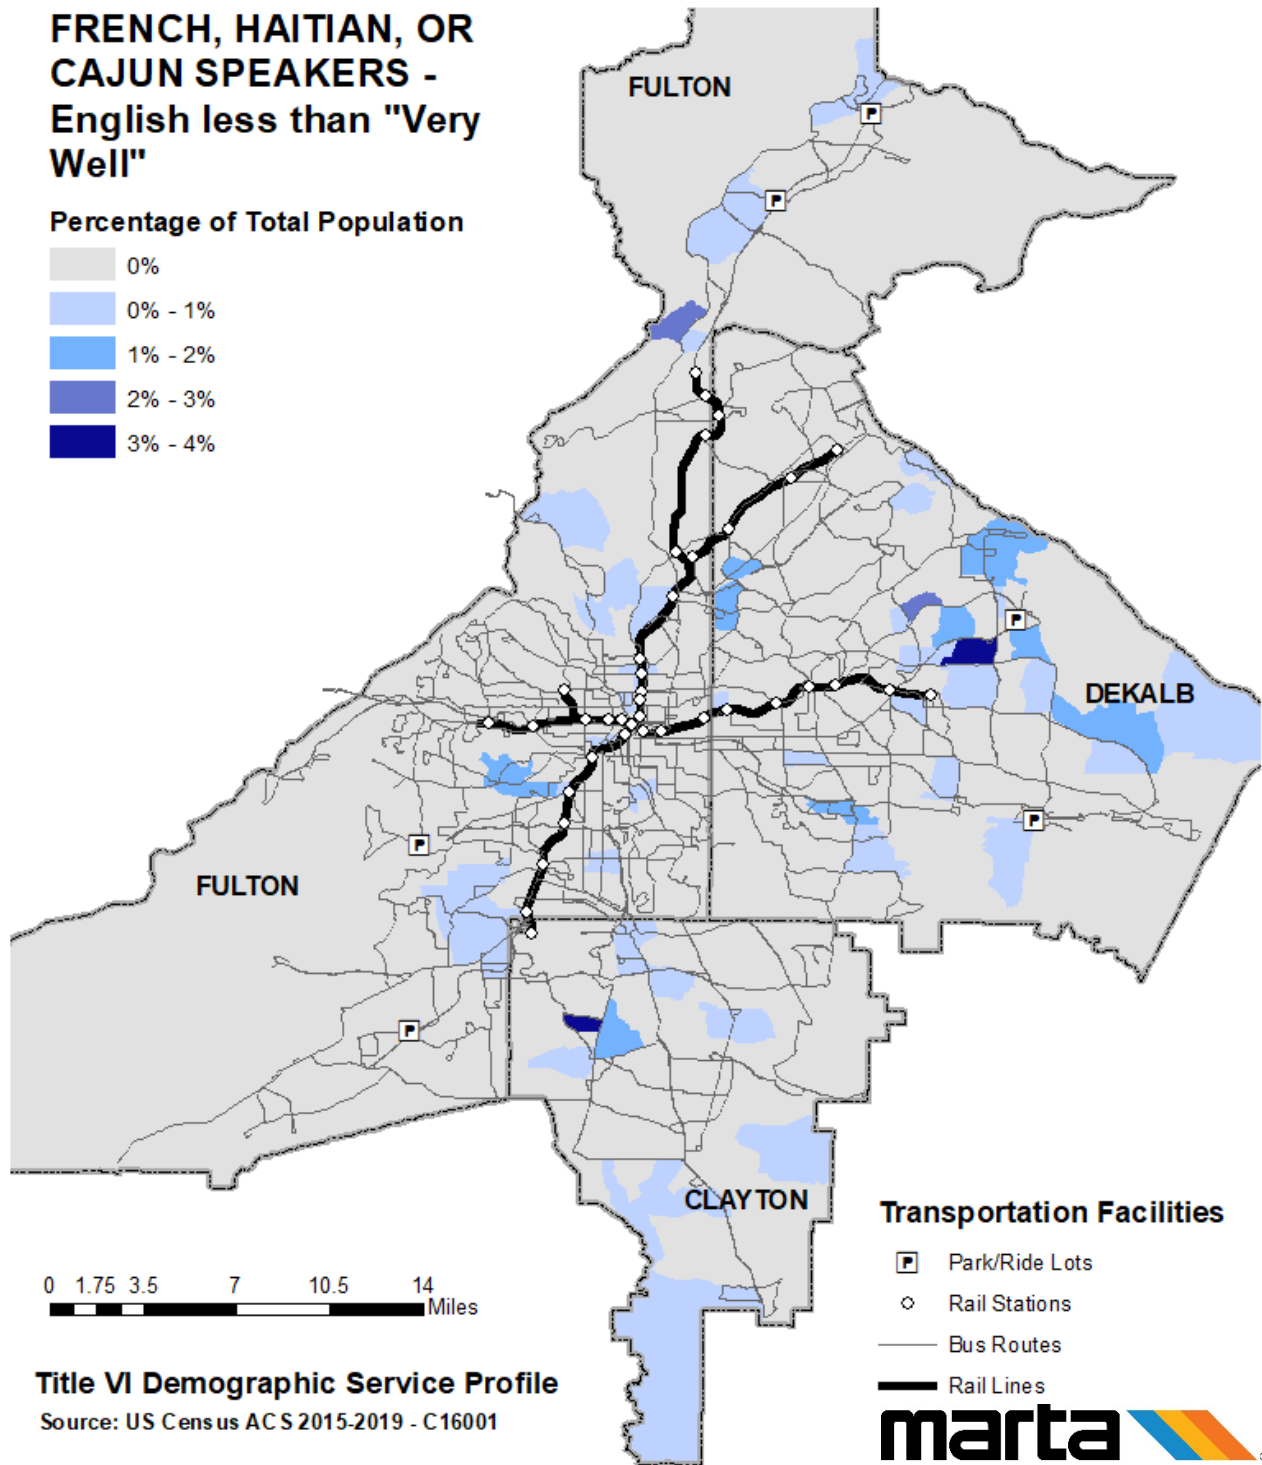 FRENCH, HAITIAN, OR
CAJUN SPEAKERS -
English less than "Very
Well"
Percentage of Total Population
0%
0% - 1%
1% - 2%
2% - 3%
3% - 4%
FULTON
P
P
P
DEKALB
P
P
FULTON
P
CLAYTON
Transportation Facilities
P Park/Ride Lots
Rail Stations
Bus Routes
Rail Lines
0 1.75 3.5 7 10.5 14
Miles
Title VI Demographic Service Profile
Source: US Census ACS 2015-2019 - C16001
marta